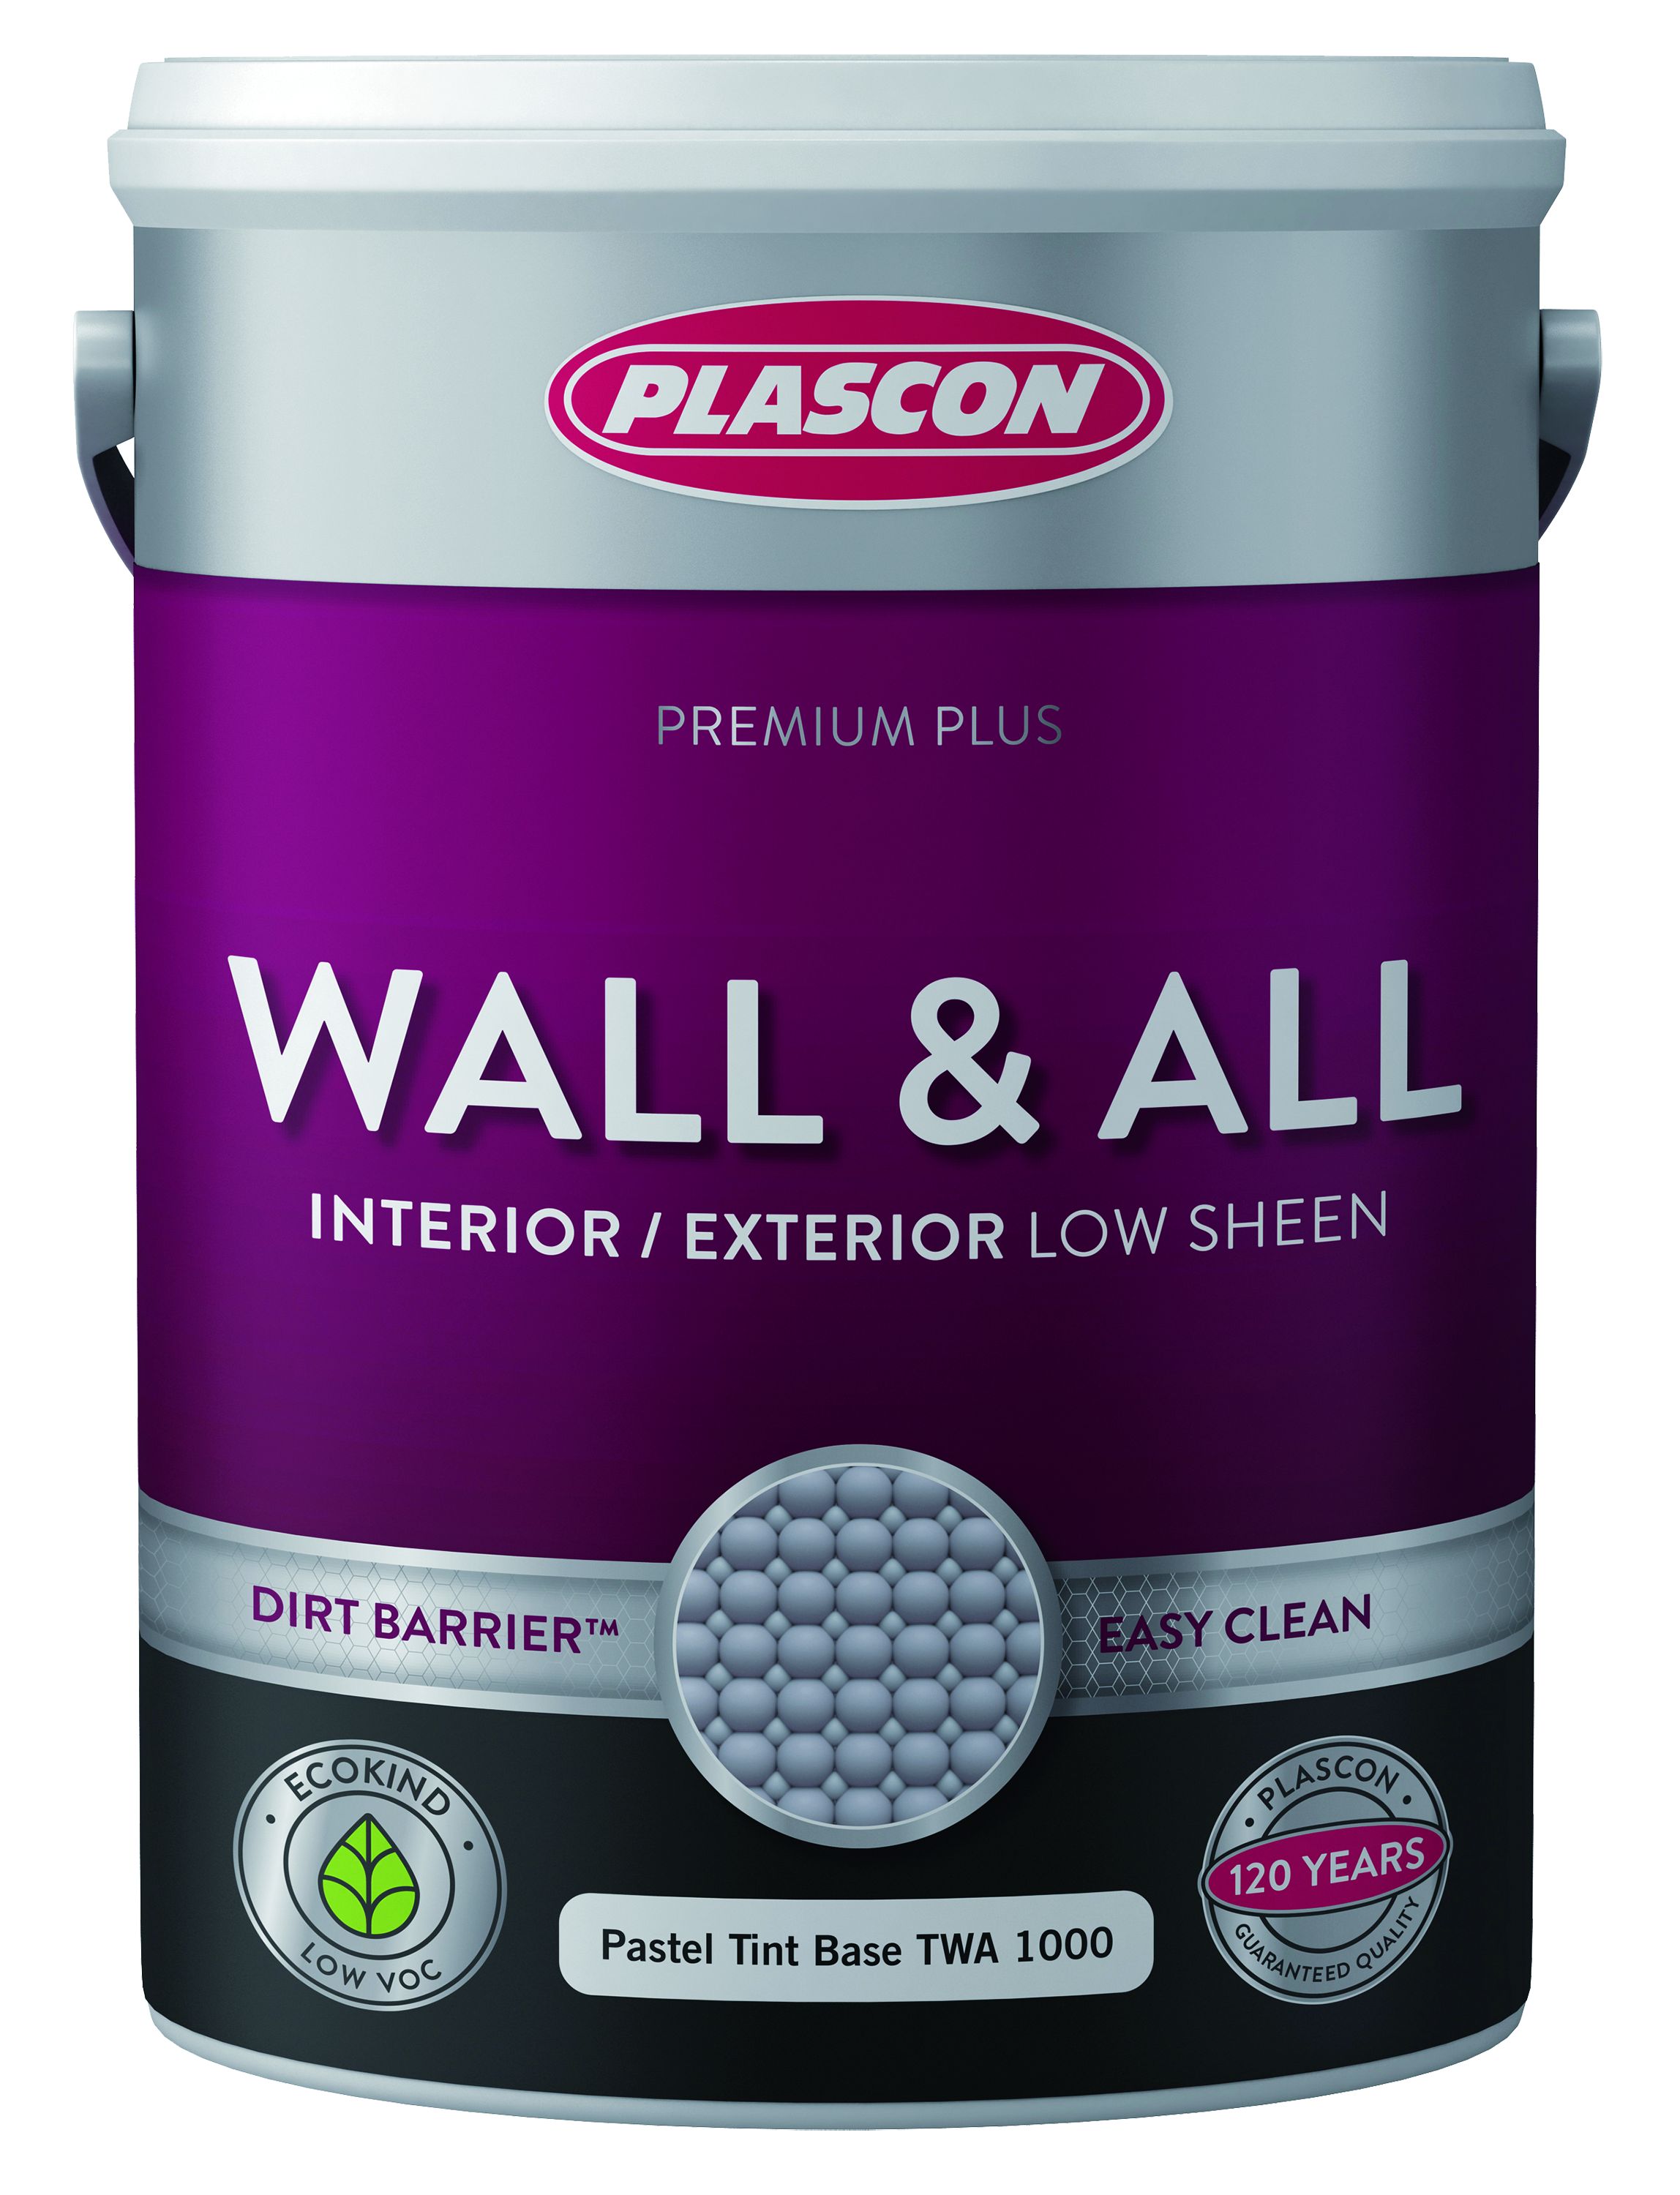 PLASCON
PREMIUM PLUS
WALL & ALL
INTERIOR / EXTERIOR LOW SHEEN
DIRT BARRIER™
EASY CLEAN
ECOKIND
LOW VOC
Pastel Tint Base TWA 1000
PLASCON
120 YEARS
GUARANTEED QUALITY